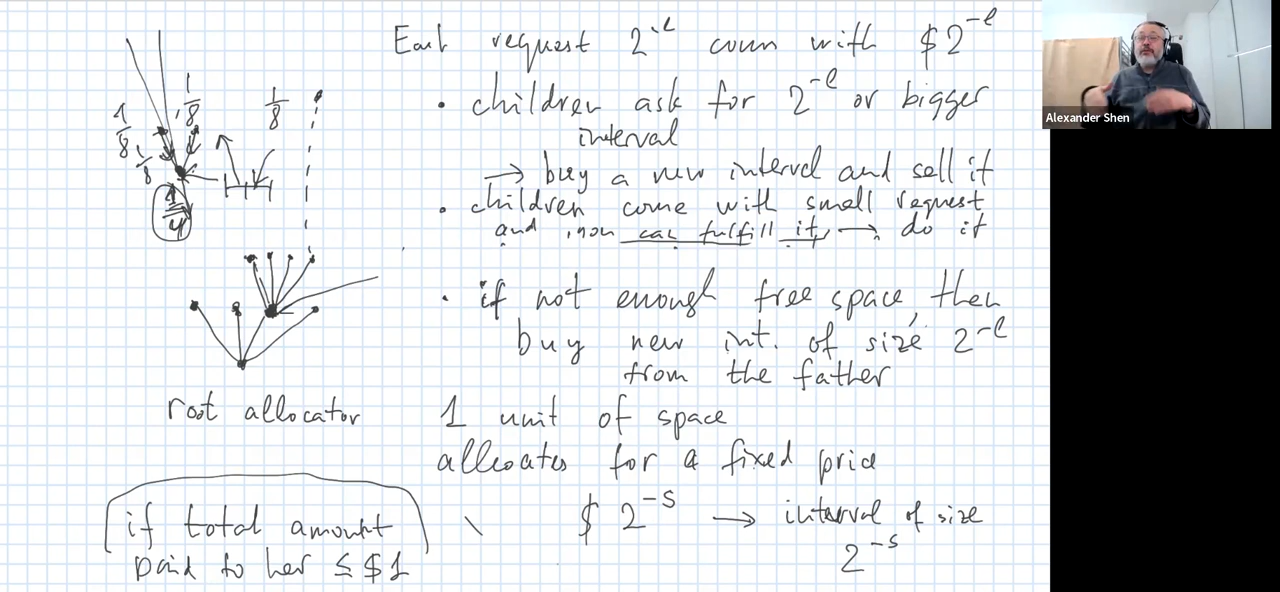 Each request 2^-l comes with $2^-l
• children ask for 2^-l or bigger
interval
→ buy a new interval and sell it
• children come with small request
and you can fulfill it → do it
• if not enough free space, then
buy new int. of size 2^-l
from the father
1/8
1/8
1/8
1/8
1/4
root allocator
1 unit of space
allocates for a fixed price
if total amount
paid to her ≤ $1
$ 2^-s → interval of size
2^-s
Alexander Shen